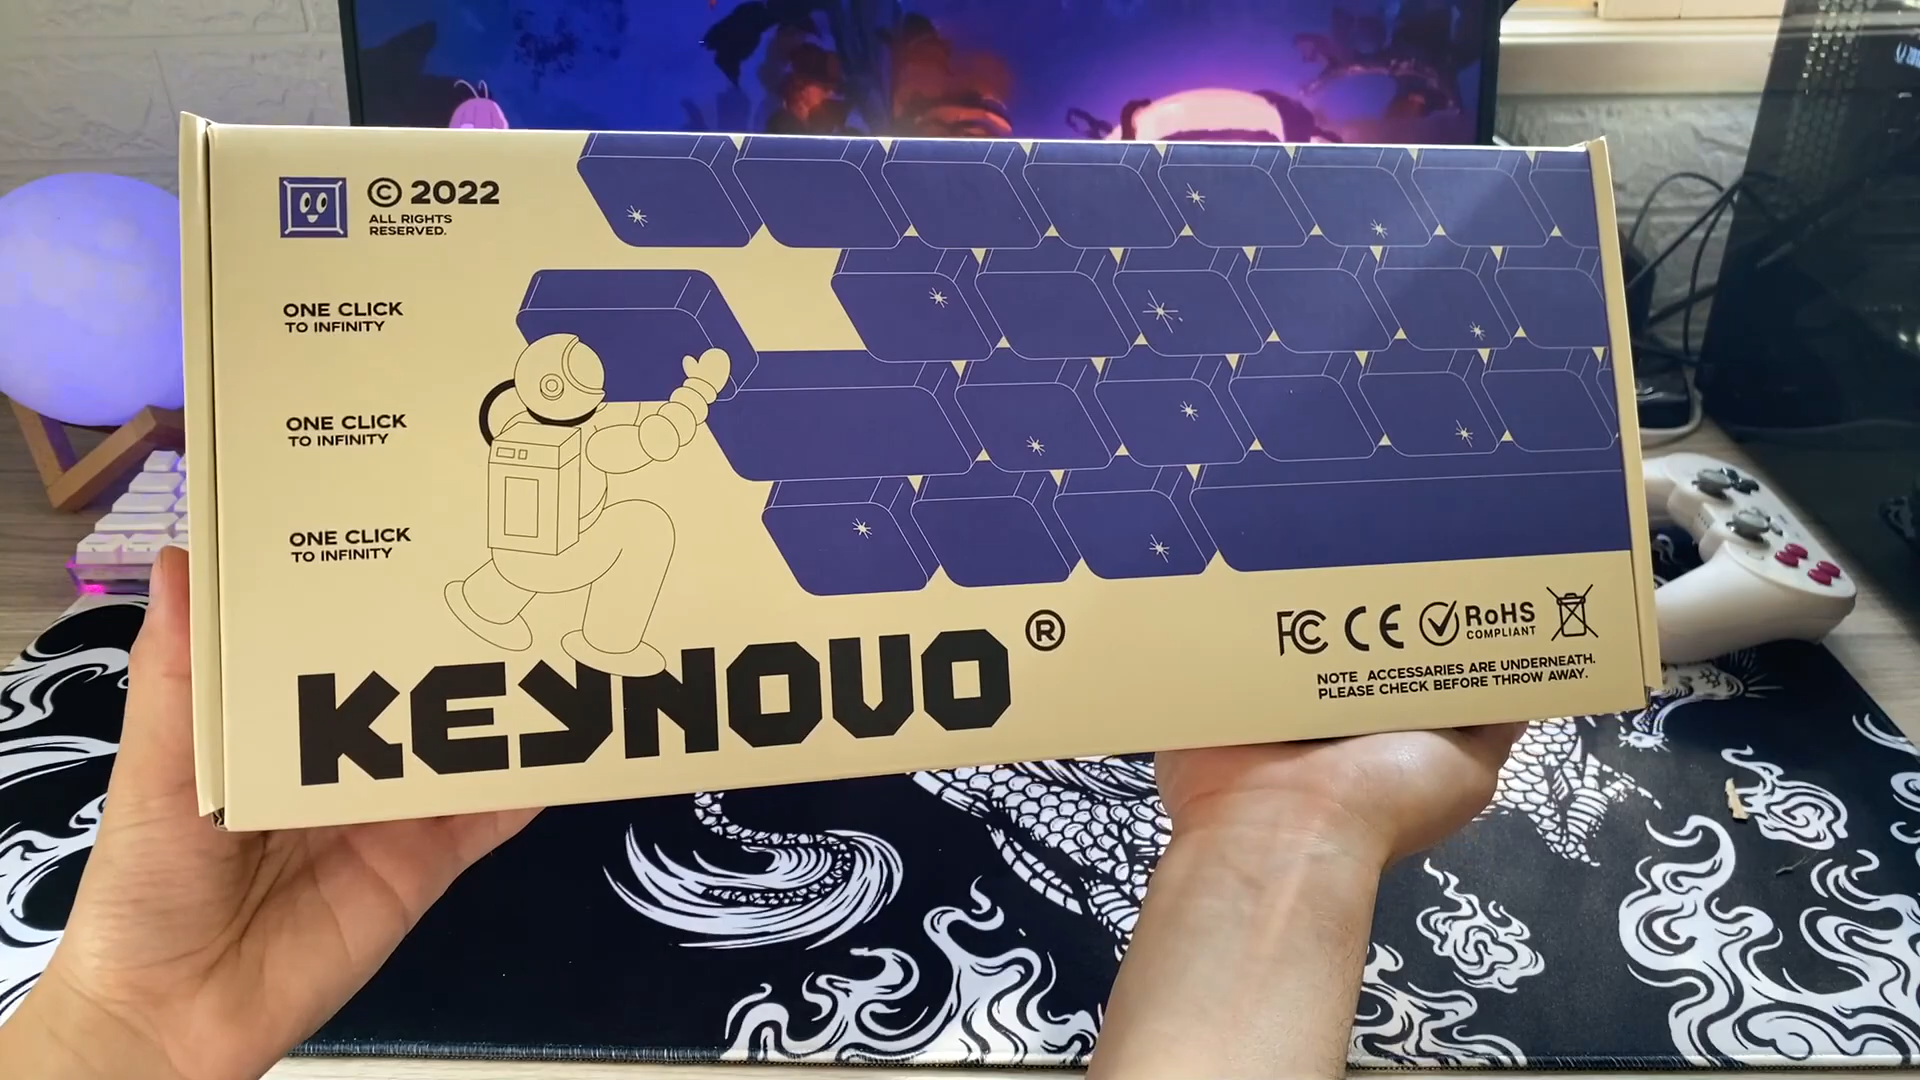 © 2022
ALL RIGHTS
RESERVED.
ONE CLICK
TO INFINITY
ONE CLICK
TO INFINITY
ONE CLICK
TO INFINITY
KEYNOVO ®
FC CE RoHS
COMPLIANT
NOTE ACCESSARIES ARE UNDERNEATH.
PLEASE CHECK BEFORE THROW AWAY.